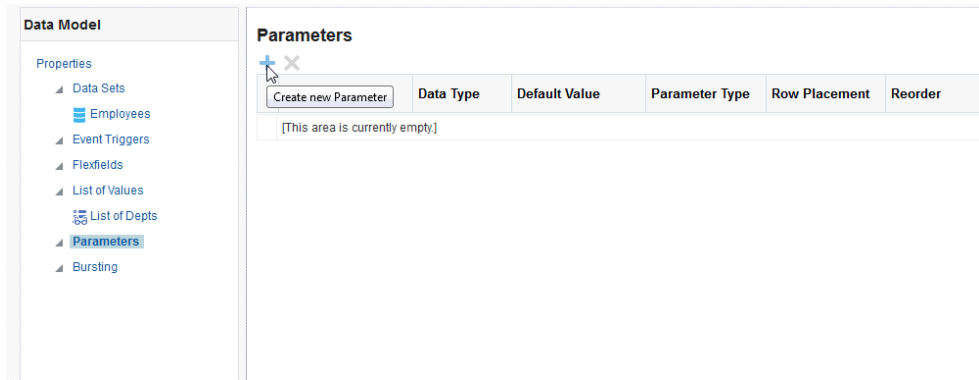 Data Model
Properties
Data Sets
Employees
Event Triggers
Flexfields
List of Values
List of Depts
Parameters
Bursting
Parameters
Create new Parameter
Data Type Default Value Parameter Type Row Placement Reorder
[This area is currently empty.]